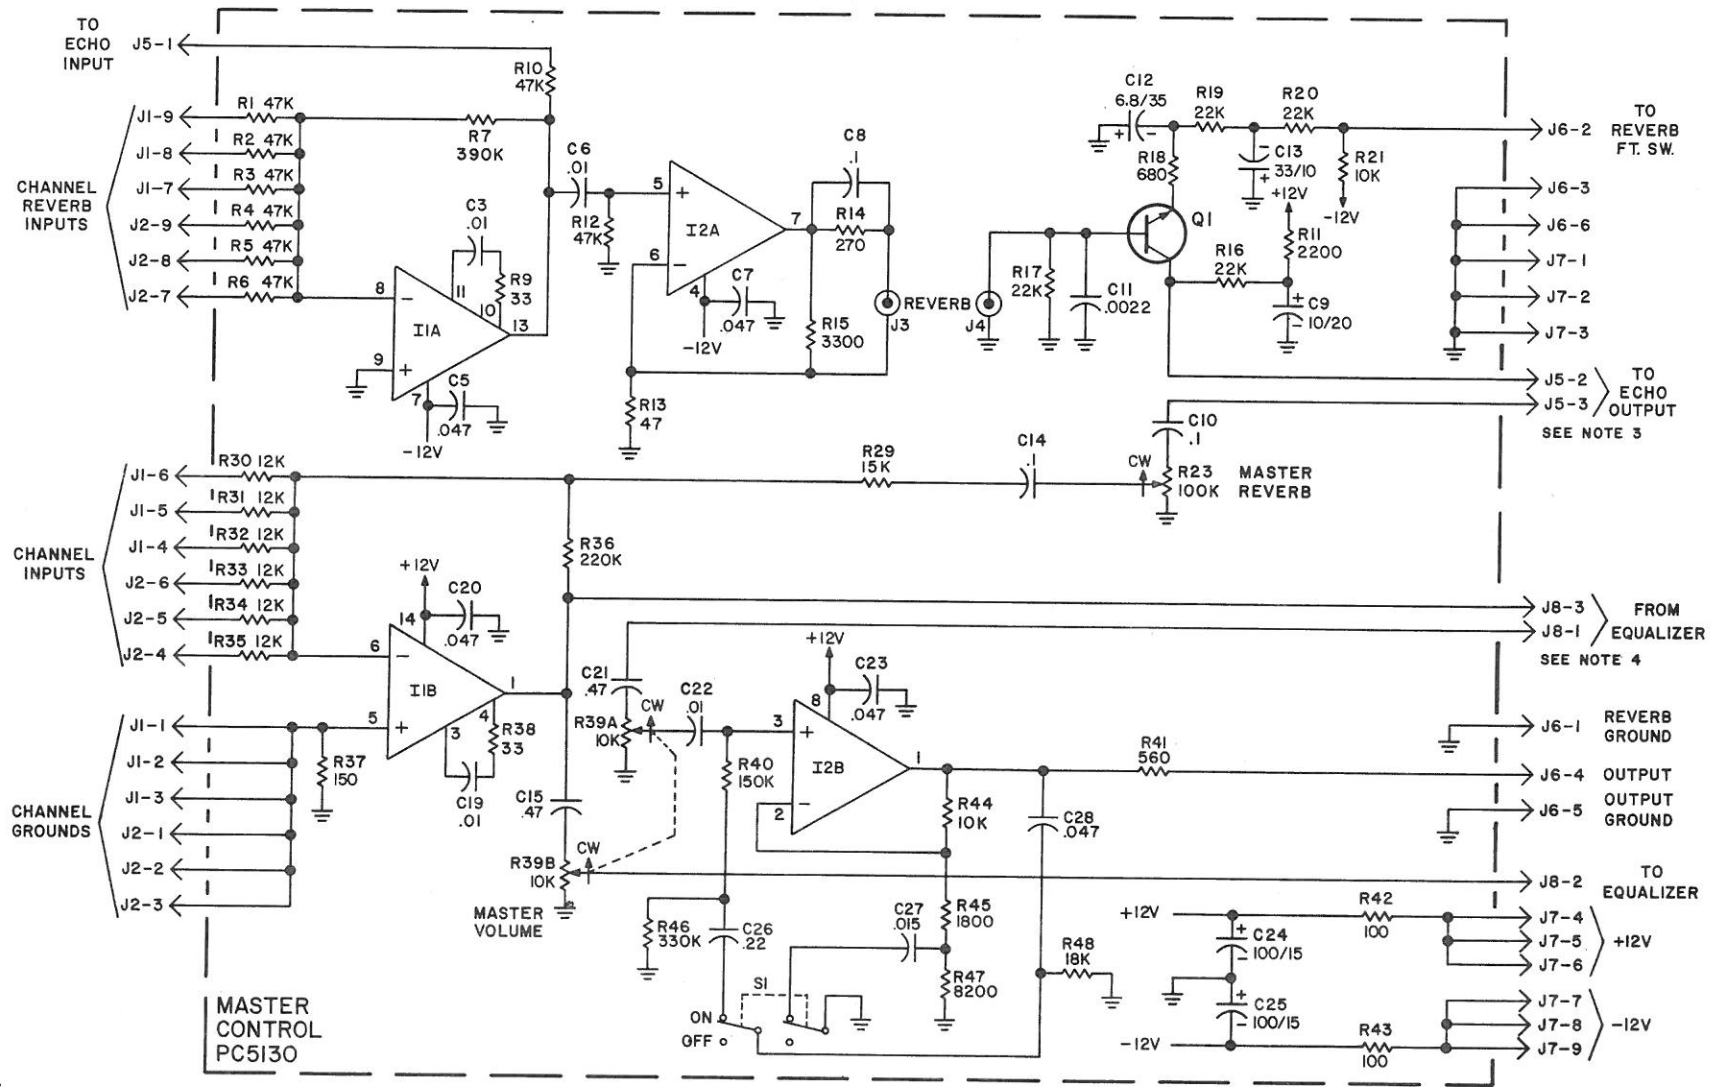 TO
ECHO
INPUT
J5-1
R10
47K
CHANNEL
REVERB
INPUTS
J1-9
J1-8
J1-7
J2-9
J2-8
J2-7
R1 47K
R2 47K
R3 47K
R4 47K
R5 47K
R6 47K
R7
390K
C3
.01
R9
33
11
10
8
9
13
7
I1A
C5
.047
-12V
C6
.01
R12
47K
5
6
7
4
I2A
C7
.047
-12V
C8
.1
R14
270
R15
3300
R13
47
REVERB
J3
J4
R17
22K
C11
.0022
C12
6.8/35
R19
22K
R20
22K
R18
680
C13
33/10
R21
10K
+12V
-12V
Q1
R11
2200
R16
22K
C9
10/20
J6-2
TO
REVERB
FT. SW.
J6-3
J6-6
J7-1
J7-2
J7-3
J5-2
J5-3
TO
ECHO
OUTPUT
SEE NOTE 3
C10
.1
CW
R23
100K
MASTER
REVERB
C14
.1
R29
15K
CHANNEL
INPUTS
J1-6
J1-5
J1-4
J2-6
J2-5
J2-4
R30 12K
R31 12K
R32 12K
R33 12K
R34 12K
R35 12K
R36
220K
+12V
14
C20
.047
6
5
1
4
3
I1B
R38
33
C19
.01
R37
150
CHANNEL
GROUNDS
J1-1
J1-2
J1-3
J2-1
J2-2
J2-3
C15
.47
R39B
10K
CW
MASTER
VOLUME
C21
.47
R39A
10K
CW
C22
.01
R40
150K
+12V
C23
.047
8
3
2
1
I2B
R41
560
R44
10K
C28
.047
R45
1800
C27
.015
R47
8200
R48
18K
R46
330K
C26
.22
S1
ON
OFF
J8-3
J8-1
FROM
EQUALIZER
SEE NOTE 4
J6-1
REVERB
GROUND
J6-4
OUTPUT
J6-5
OUTPUT
GROUND
J8-2
TO
EQUALIZER
+12V
R42
100
C24
100/15
C25
100/15
-12V
R43
100
J7-4
J7-5
J7-6
+12V
J7-7
J7-8
J7-9
-12V
MASTER
CONTROL
PC5130